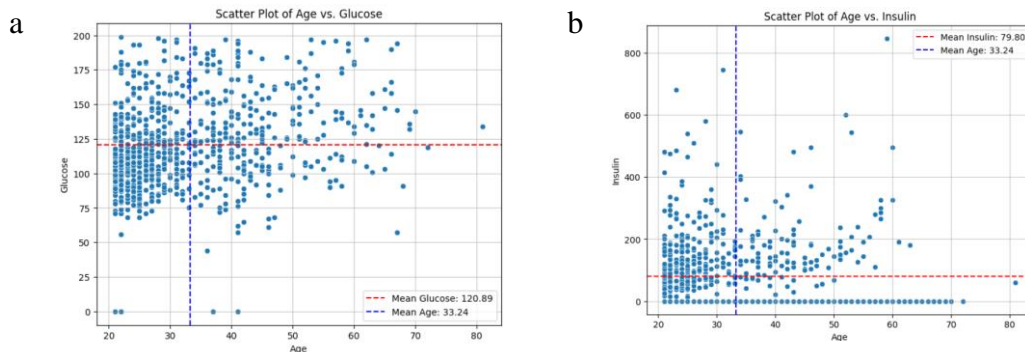 a
Scatter Plot of Age vs. Glucose
200
175
150
125
100
75
50
25
0
Glucose
20
30
40
50
60
70
80
Age
Mean Glucose: 120.89
Mean Age: 33.24
b
Scatter Plot of Age vs. Insulin
Mean Insulin: 79.80
Mean Age: 33.24
800
600
400
200
0
Insulin
20
30
40
50
60
70
80
Age